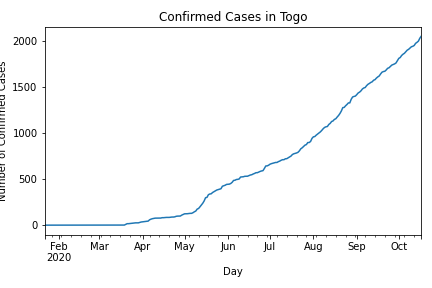 Confirmed Cases in Togo
Number of Confirmed Cases
2000
1500
1000
500
0
Feb Mar Apr May Jun Jul Aug Sep Oct
2020
Day